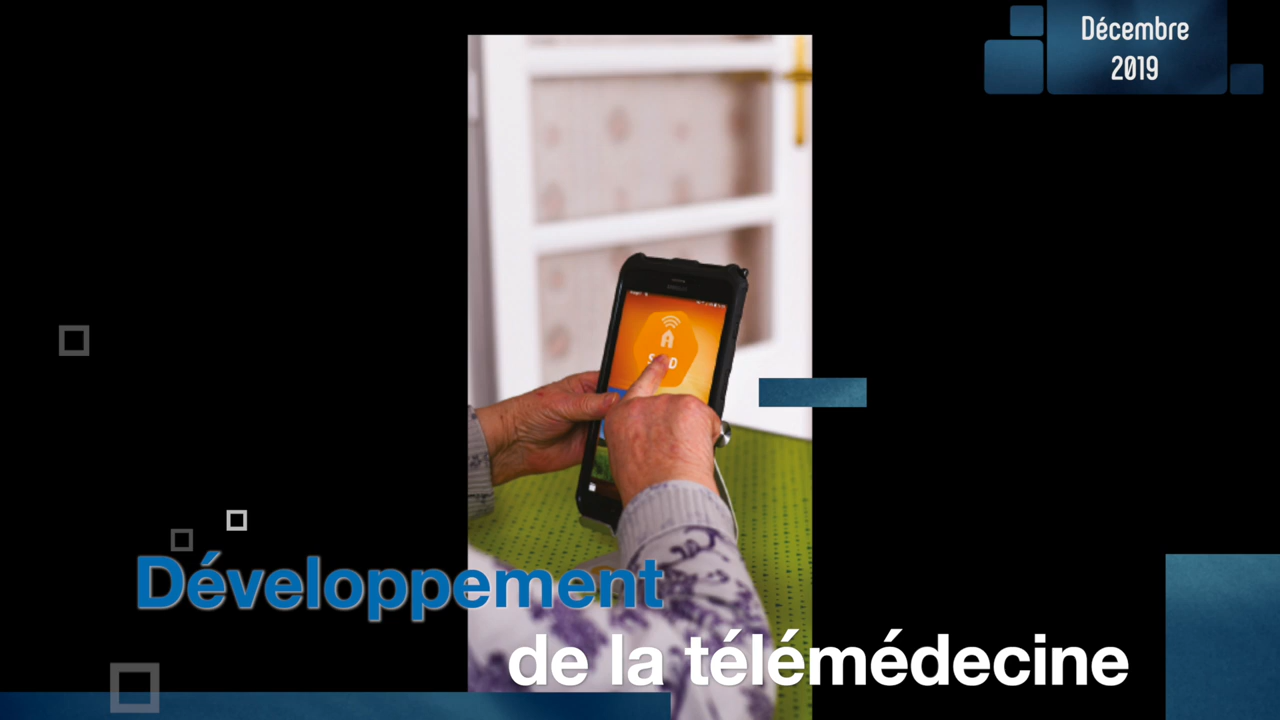 Décembre
2019
A
Développement
de la télémédecine